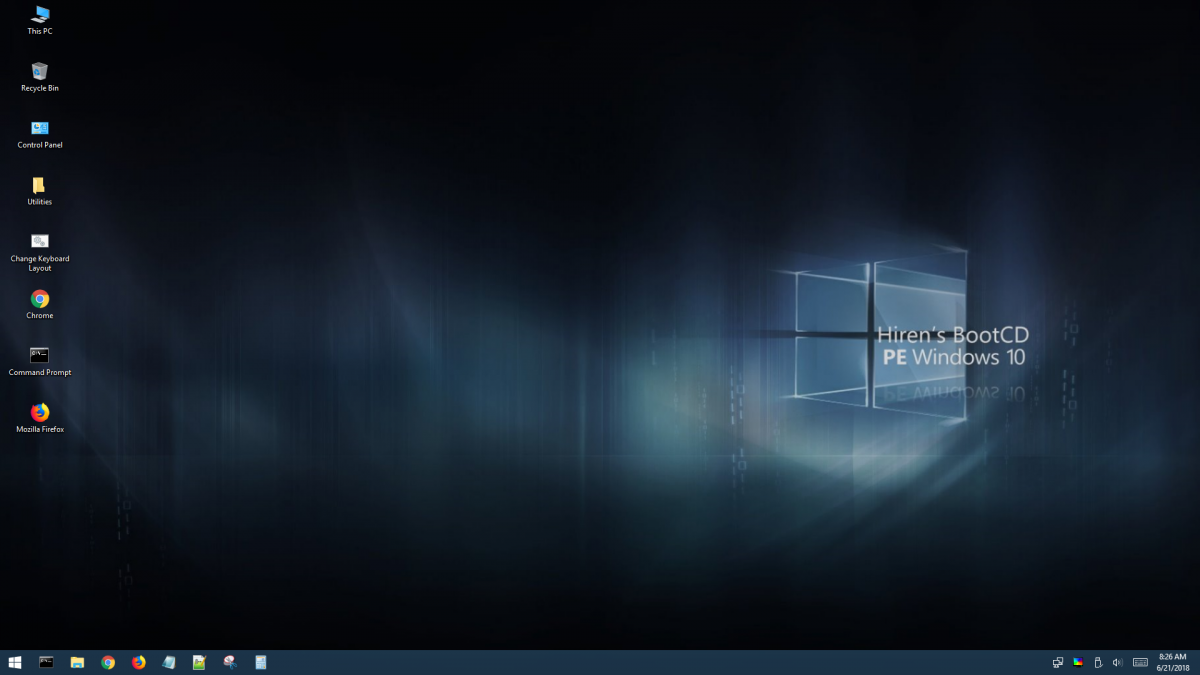 This PC
Recycle Bin
Control Panel
Utilities
Change Keyboard
Layout
Chrome
Command Prompt
Mozilla Firefox
Hiren's BootCD
PE Windows 10
8:26 AM
6/21/2018